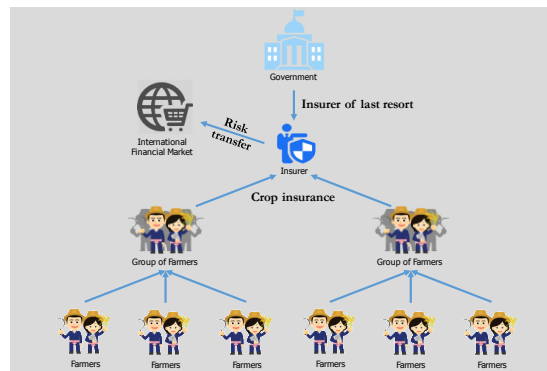 Government
Insurer of last resort
Risk
transfer
International
Financial Market
Insurer
Crop insurance
Group of Farmers
Group of Farmers
Farmers
Farmers
Farmers
Farmers
Farmers
Farmers